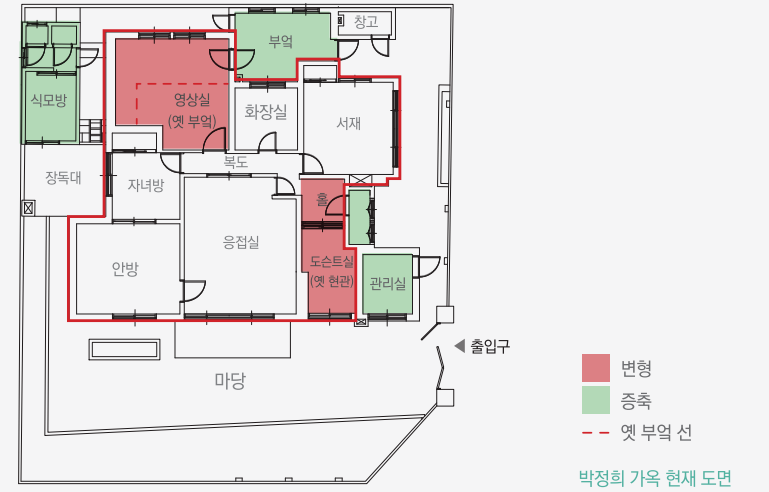 창고
부엌
식모방
영상실
(옛 부엌)
화장실
서재
복도
장독대
자녀방
홀
응접실
안방
도슨트실
(옛 현관)
관리실
출입구
마당
변형
증축
옛 부엌 선
박정희 가옥 현재 도면